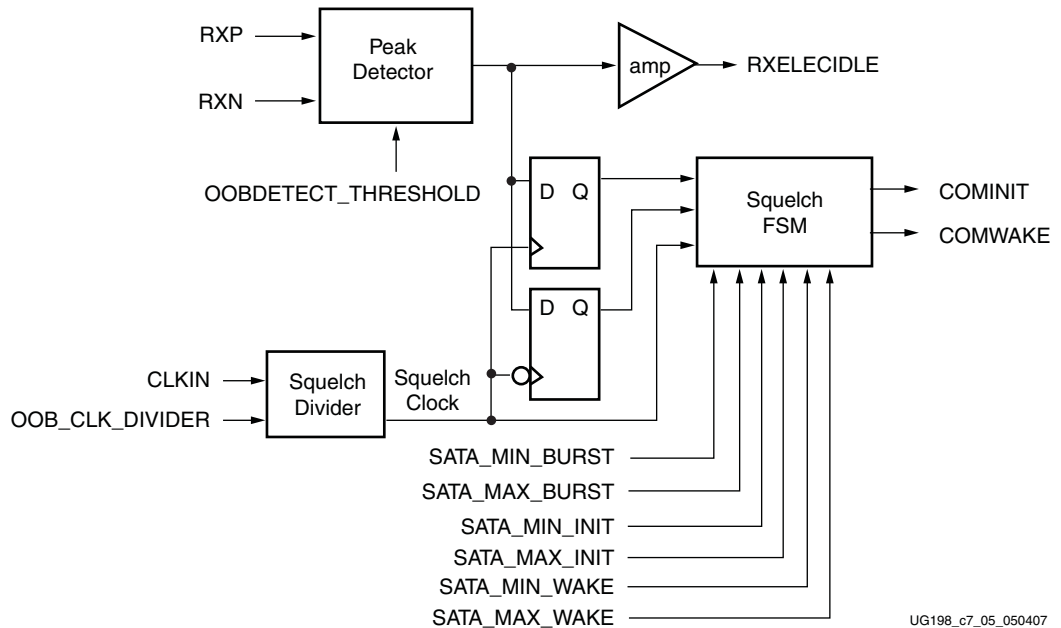 RXP
RXN
Peak
Detector
amp
RXELECIDLE
OOBDETECT_THRESHOLD
D Q
Squelch
FSM
COMINIT
COMWAKE
D Q
CLKIN
OOB_CLK_DIVIDER
Squelch
Divider
Squelch
Clock
SATA_MIN_BURST
SATA_MAX_BURST
SATA_MIN_INIT
SATA_MAX_INIT
SATA_MIN_WAKE
SATA_MAX_WAKE
UG198_c7_05_050407